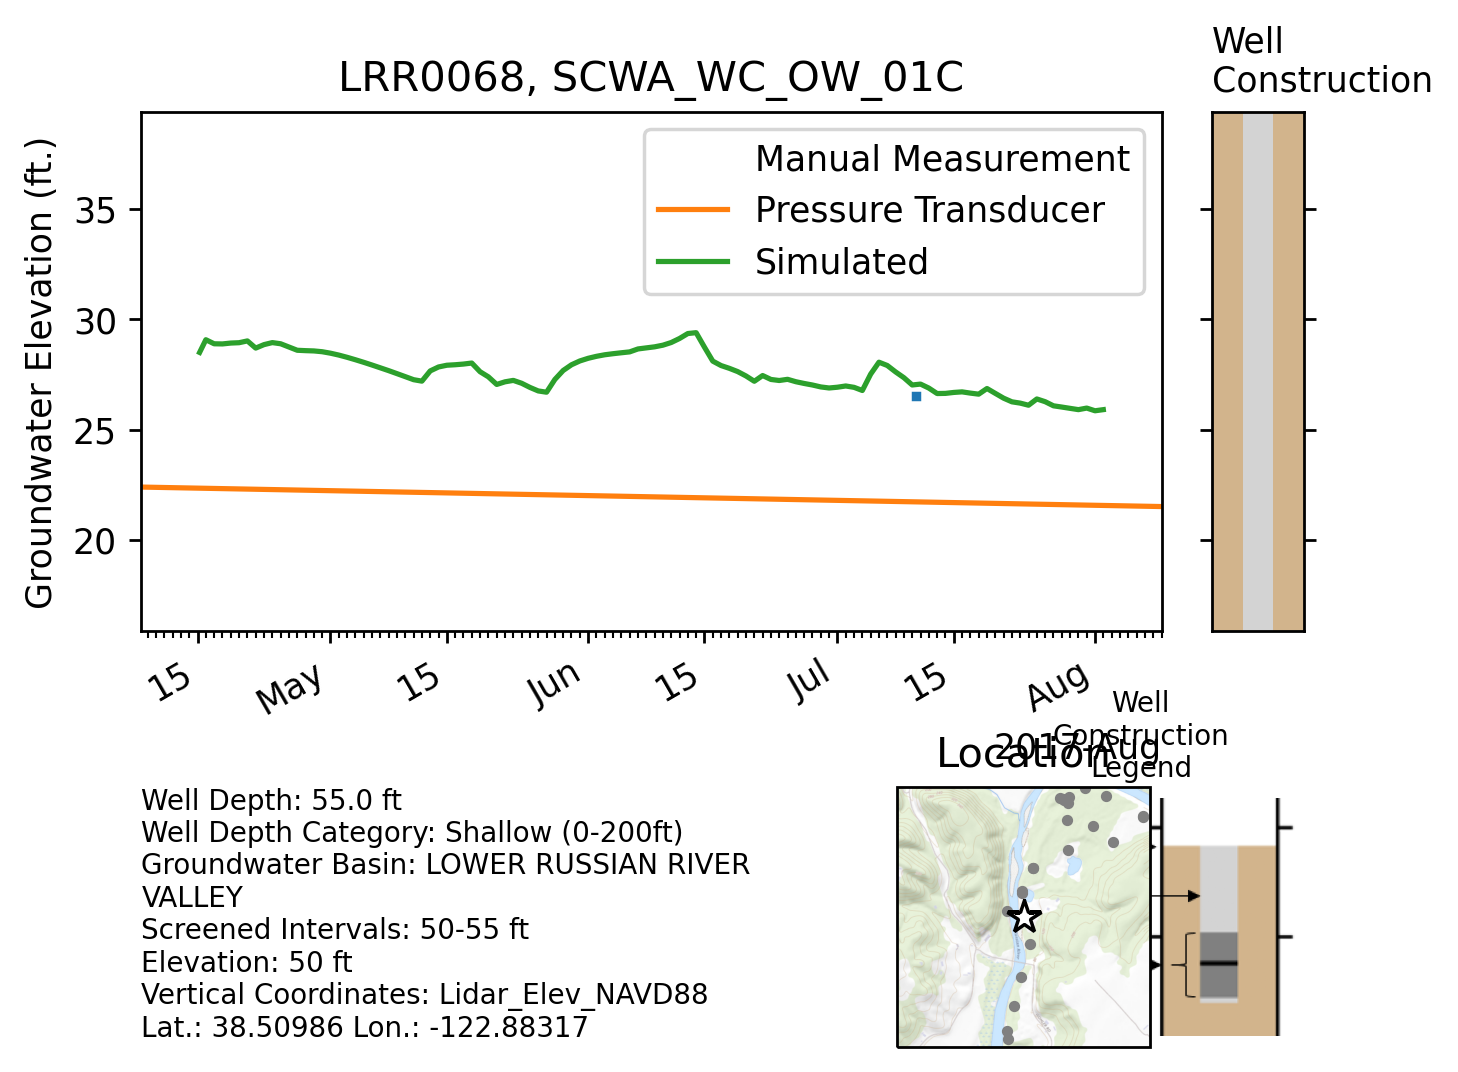 Well
Construction
LRR0068, SCWA_WC_OW_01C
Groundwater Elevation (ft.)
35
30
25
20
Manual Measurement
Pressure Transducer
Simulated
15
May
15
Jun
15
Jul
15
Aug
2017-Aug
Location
Well
Construction
Legend
Well Depth: 55.0 ft
Well Depth Category: Shallow (0-200ft)
Groundwater Basin: LOWER RUSSIAN RIVER
VALLEY
Screened Intervals: 50-55 ft
Elevation: 50 ft
Vertical Coordinates: Lidar_Elev_NAVD88
Lat.: 38.50986 Lon.: -122.88317